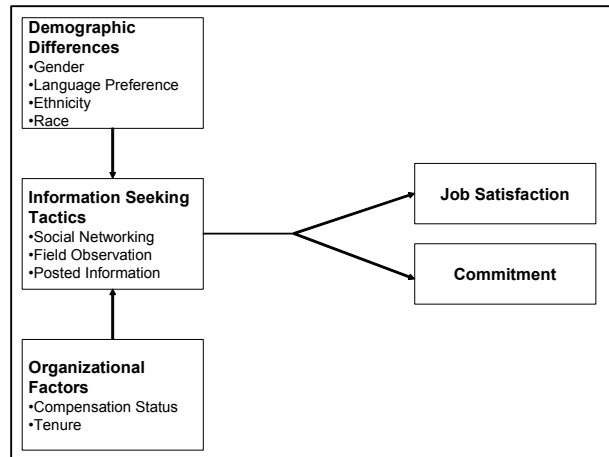 Demographic
Differences
•Gender
•Language Preference
•Ethnicity
•Race
Information Seeking
Tactics
•Social Networking
•Field Observation
•Posted Information
Job Satisfaction
Commitment
Organizational
Factors
•Compensation Status
•Tenure